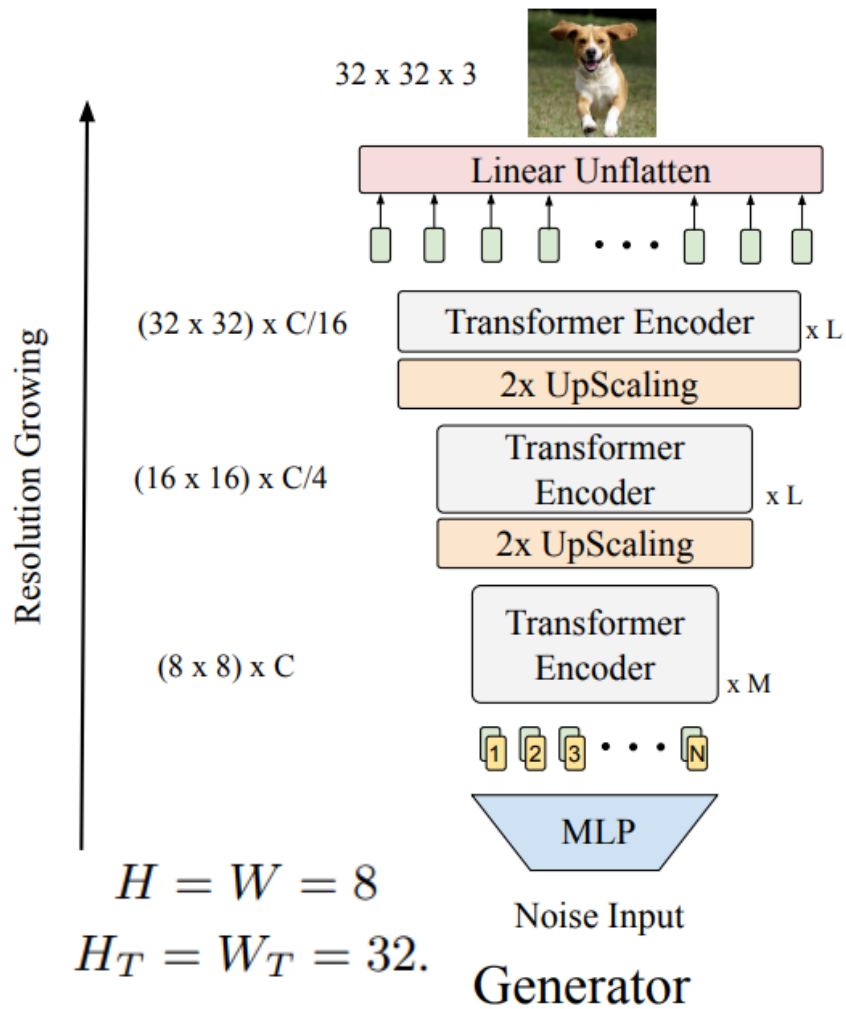 32 x 32 x 3
Linear Unflatten
(32 x 32) x C/16
Transformer Encoder
x L
2x UpScaling
(16 x 16) x C/4
Transformer
Encoder
x L
2x UpScaling
Resolution Growing
(8 x 8) x C
Transformer
Encoder
x M
1 2 3 N
MLP
H = W = 8
Noise Input
H_T = W_T = 32.
Generator